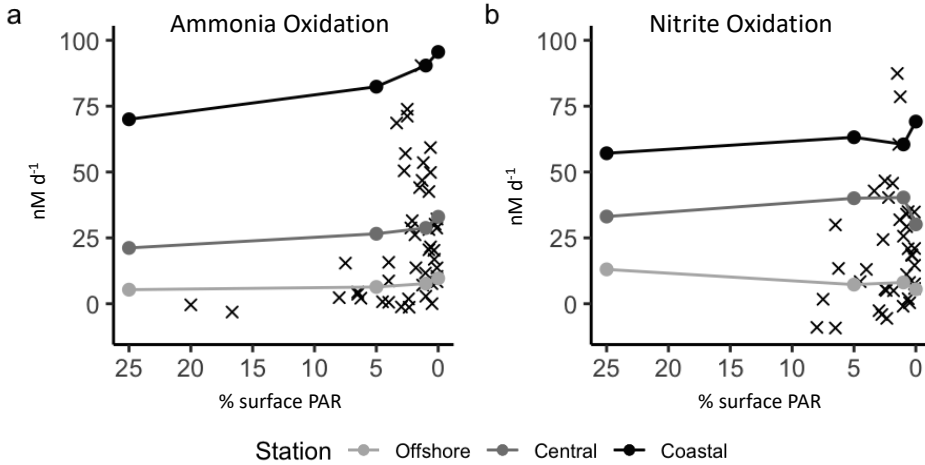 a
Ammonia Oxidation
100
75
50
25
0
nM d⁻¹
25 20 15 10 5 0
% surface PAR
b
Nitrite Oxidation
100
75
50
25
0
nM d⁻¹
25 20 15 10 5 0
% surface PAR
Station Offshore Central Coastal